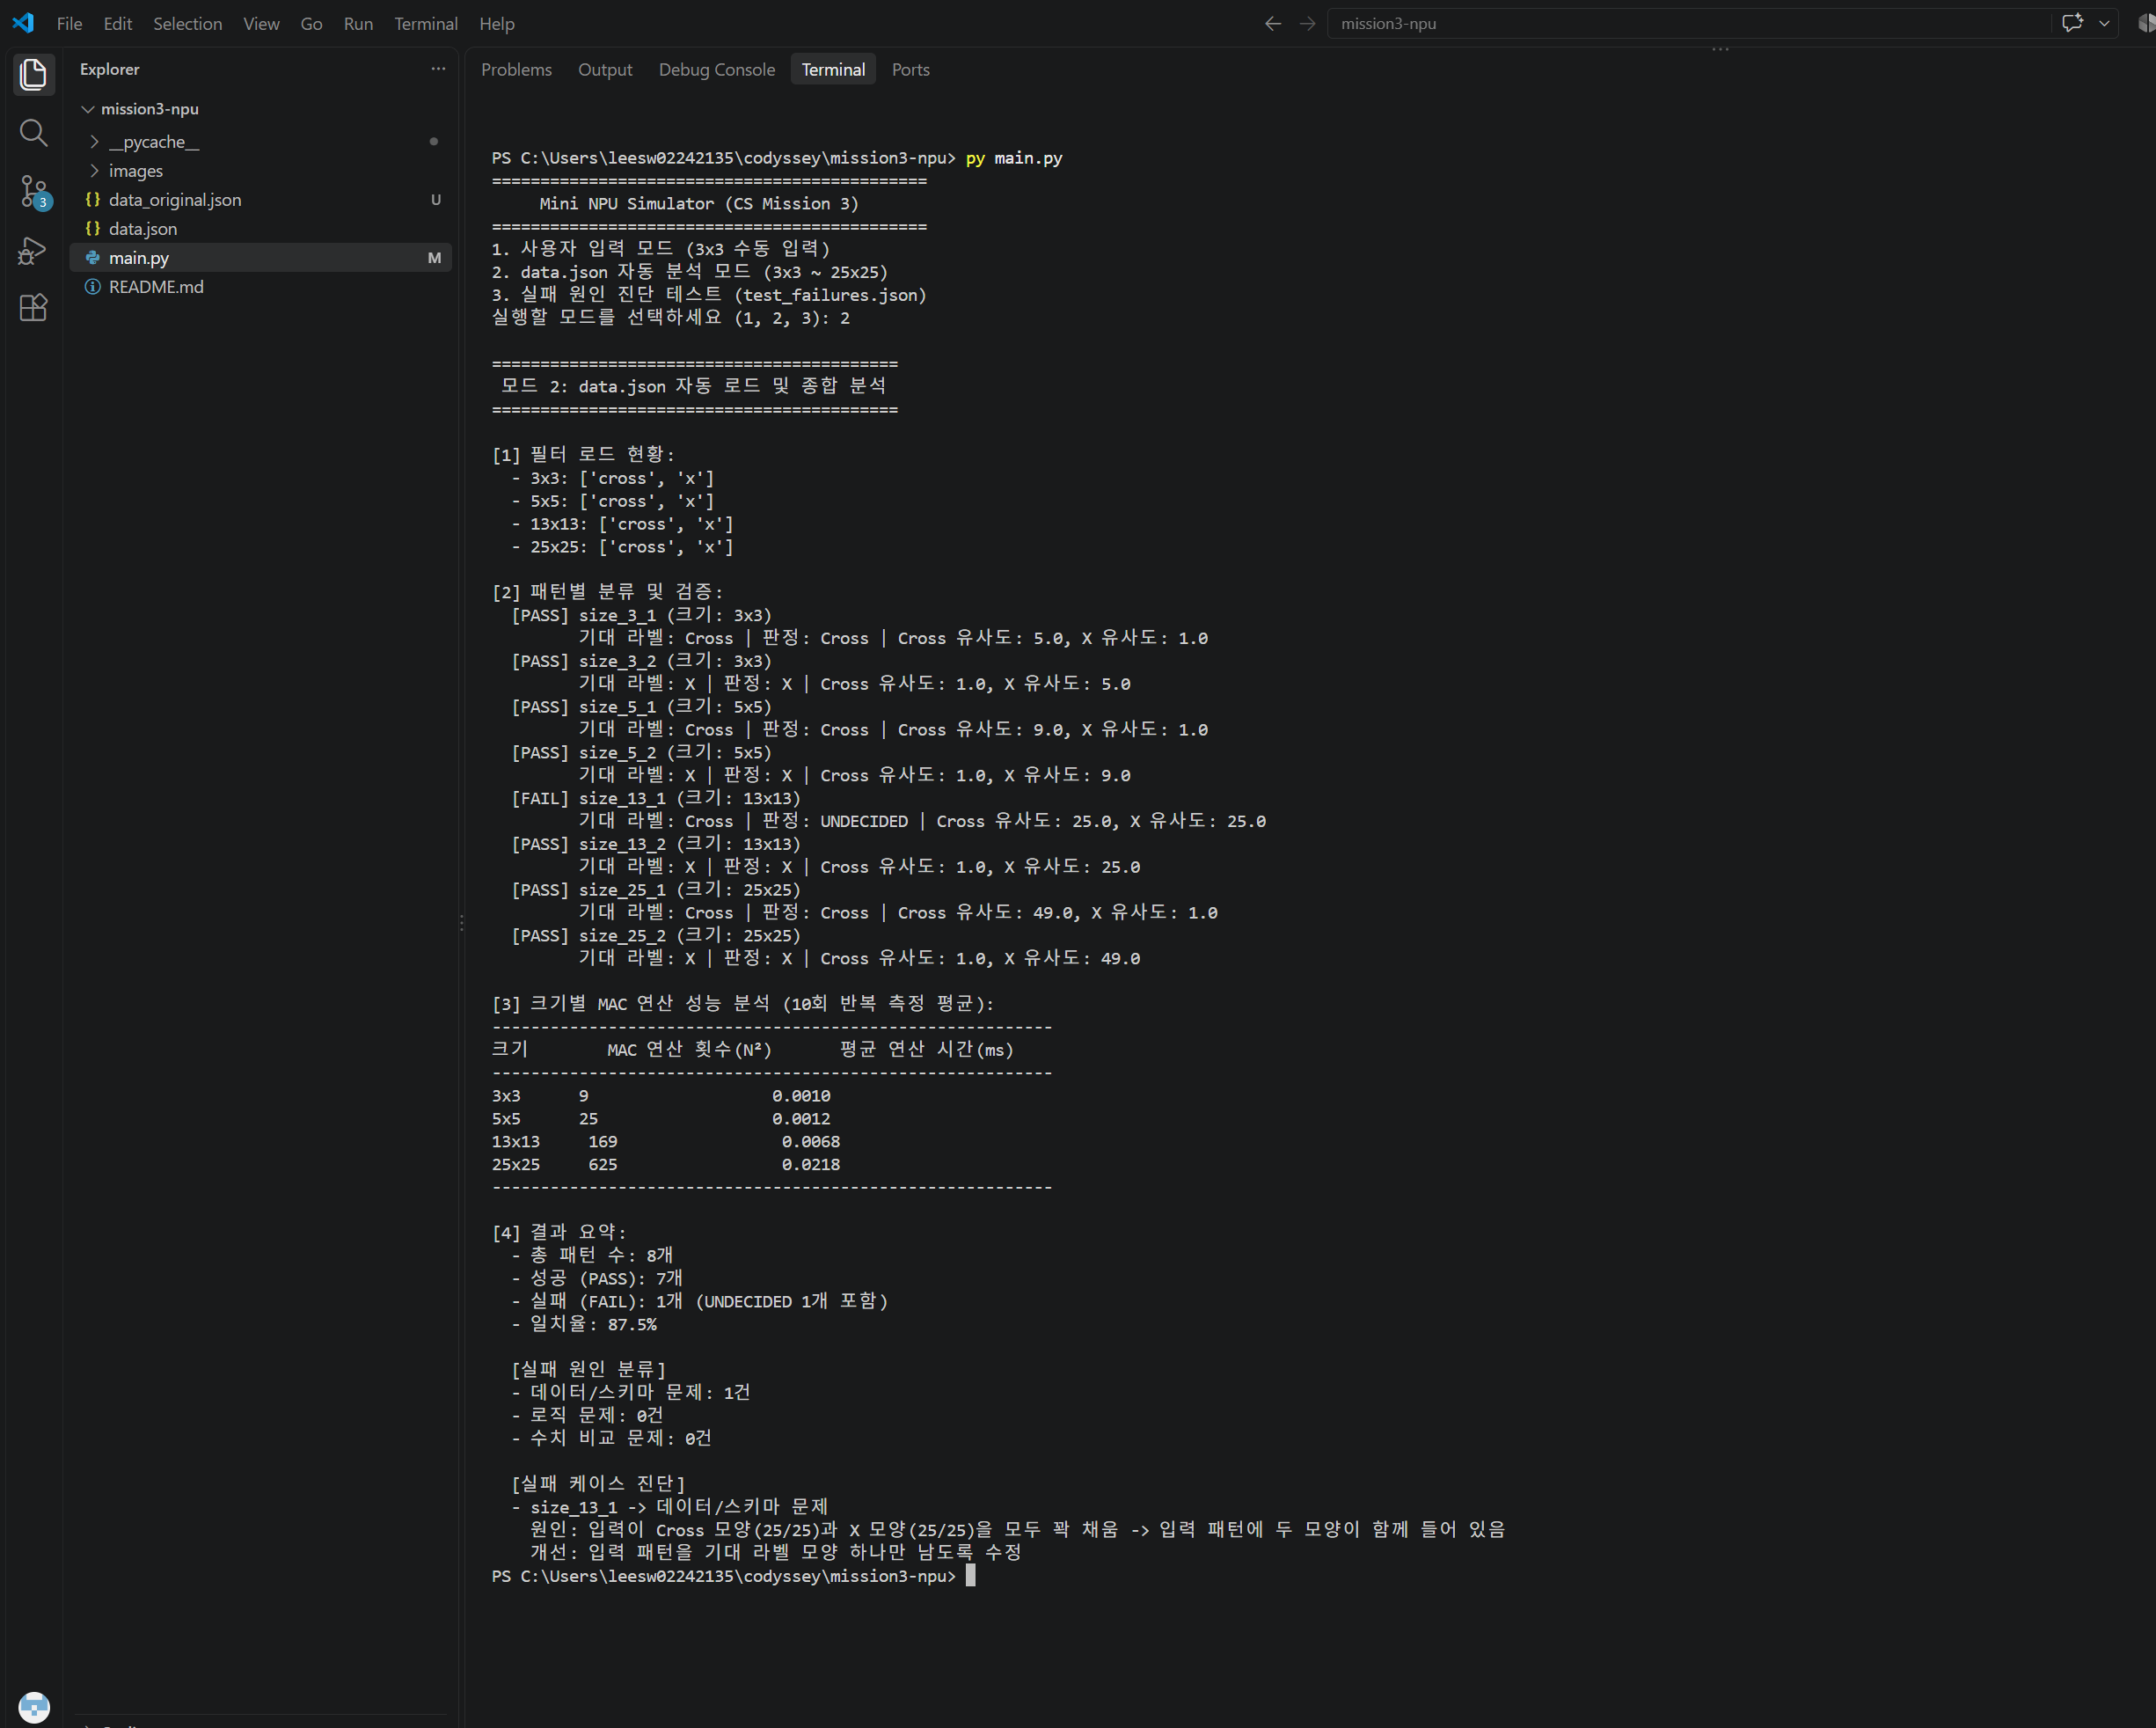 File Edit Selection View Go Run Terminal Help
mission3-npu
Explorer
mission3-npu
__pycache__
images
data_original.json U
data.json
main.py M
README.md
3
Problems Output Debug Console Terminal Ports
PS C:\Users\leesw02242135\codyssey\mission3-npu> py main.py
=============================================
Mini NPU Simulator (CS Mission 3)
=============================================
1. 사용자 입력 모드 (3x3 수동 입력)
2. data.json 자동 분석 모드 (3x3 ~ 25x25)
3. 실패 원인 진단 테스트 (test_failures.json)
실행할 모드를 선택하세요 (1, 2, 3): 2
==========================================
모드 2: data.json 자동 로드 및 종합 분석
==========================================
[1] 필터 로드 현황:
- 3x3: ['cross', 'x']
- 5x5: ['cross', 'x']
- 13x13: ['cross', 'x']
- 25x25: ['cross', 'x']
[2] 패턴별 분류 및 검증:
[PASS] size_3_1 (크기: 3x3)
기대 라벨: Cross | 판정: Cross | Cross 유사도: 5.0, X 유사도: 1.0
[PASS] size_3_2 (크기: 3x3)
기대 라벨: X | 판정: X | Cross 유사도: 1.0, X 유사도: 5.0
[PASS] size_5_1 (크기: 5x5)
기대 라벨: Cross | 판정: Cross | Cross 유사도: 9.0, X 유사도: 1.0
[PASS] size_5_2 (크기: 5x5)
기대 라벨: X | 판정: X | Cross 유사도: 1.0, X 유사도: 9.0
[FAIL] size_13_1 (크기: 13x13)
기대 라벨: Cross | 판정: UNDECIDED | Cross 유사도: 25.0, X 유사도: 25.0
[PASS] size_13_2 (크기: 13x13)
기대 라벨: X | 판정: X | Cross 유사도: 1.0, X 유사도: 25.0
[PASS] size_25_1 (크기: 25x25)
기대 라벨: Cross | 판정: Cross | Cross 유사도: 49.0, X 유사도: 1.0
[PASS] size_25_2 (크기: 25x25)
기대 라벨: X | 판정: X | Cross 유사도: 1.0, X 유사도: 49.0
[3] 크기별 MAC 연산 성능 분석 (10회 반복 측정 평균):
----------------------------------------------------------
크기 MAC 연산 횟수(N²) 평균 연산 시간(ms)
----------------------------------------------------------
3x3 9 0.0010
5x5 25 0.0012
13x13 169 0.0068
25x25 625 0.0218
----------------------------------------------------------
[4] 결과 요약:
- 총 패턴 수: 8개
- 성공 (PASS): 7개
- 실패 (FAIL): 1개 (UNDECIDED 1개 포함)
- 일치율: 87.5%
[실패 원인 분류]
- 데이터/스키마 문제: 1건
- 로직 문제: 0건
- 수치 비교 문제: 0건
[실패 케이스 진단]
- size_13_1 -> 데이터/스키마 문제
원인: 입력이 Cross 모양(25/25)과 X 모양(25/25)을 모두 꽉 채움 -> 입력 패턴에 두 모양이 함께 들어 있음
개선: 입력 패턴을 기대 라벨 모양 하나만 남도록 수정
PS C:\Users\leesw02242135\codyssey\mission3-npu>